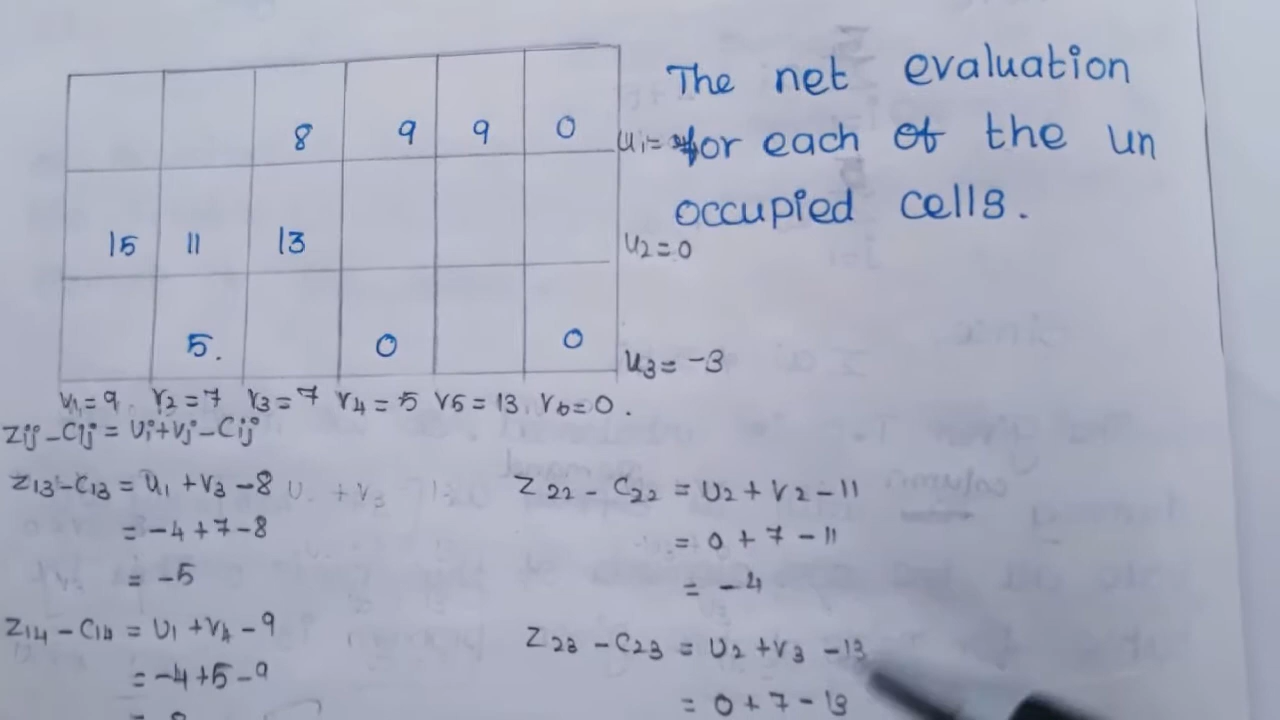 The net evaluation
for each of the un
occupied cells.
8 9 9 0 u1=
15 11 13 u2=0
5. 0 0 u3=-3
v1=9 v2=7 v3=7 v4=5 v5=13 v6=0.
Zij-Cij=Ui+Vj-Cij
Z13-C13=u1+v3-8
=-4+7-8
=-5
Z14-C14=U1+V4-9
=-4+5-9
Z22-C22=U2+V2-11
=0+7-11
=-4
Z23-C23=U2+V3-13
=0+7-13